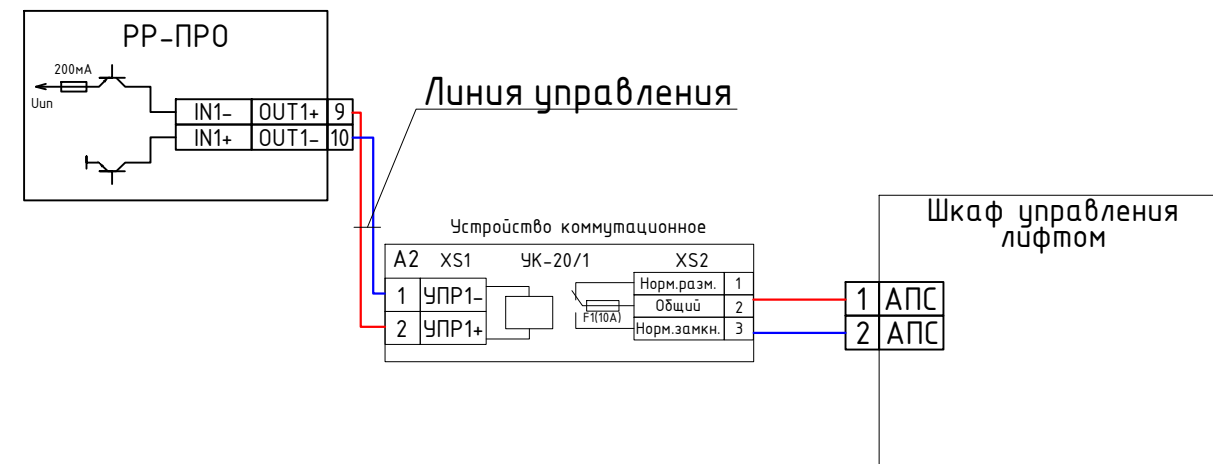 РР-ПРО
200мА
Uип
IN1- OUT1+ 9
IN1+ OUT1- 10
Линия управления
Устройство коммутационное
А2 XS1 УК-20/1 XS2
1 УПР1-
2 УПР1+
F1(10А)
Норм.разм. 1
Общий 2
Норм.замкн. 3
Шкаф управления
лифтом
1 АПС
2 АПС